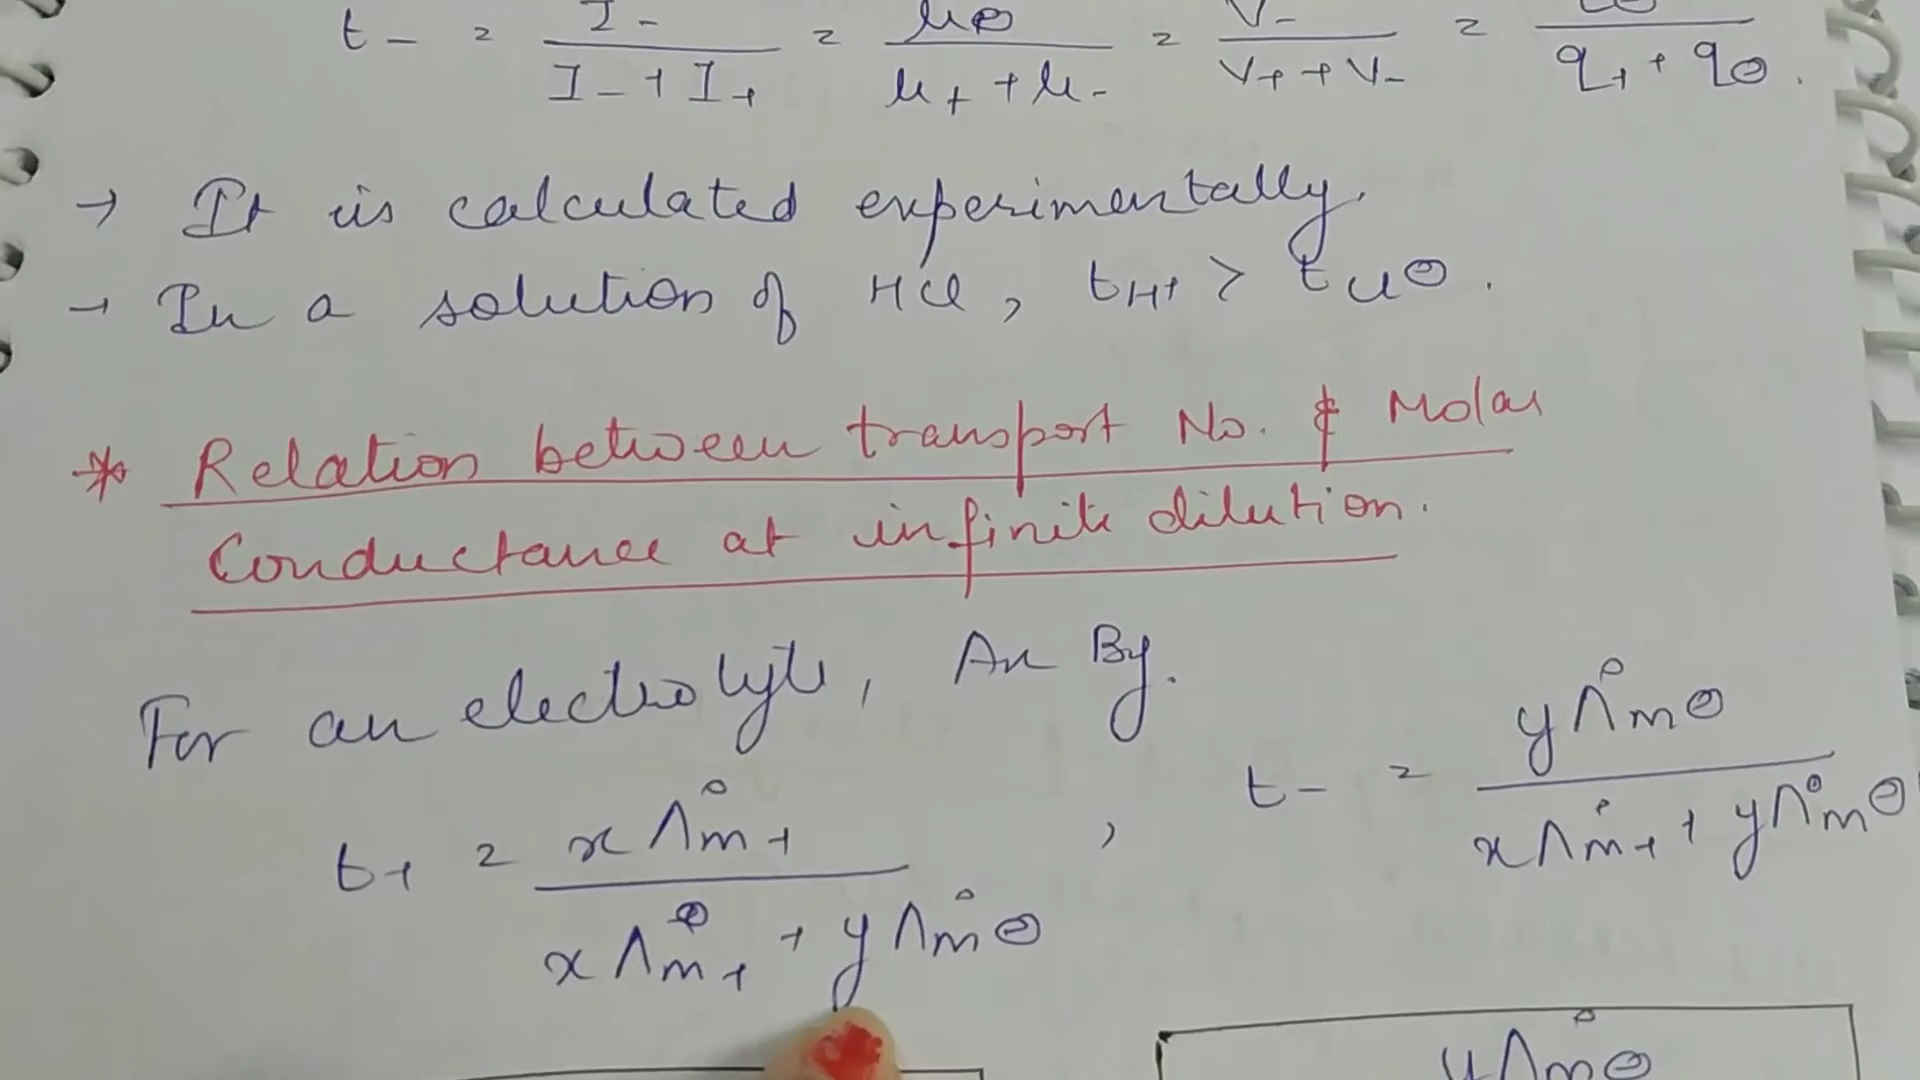 t₋ = I₋ / (I₋ + I₊) = μ⊖ / (μ₊ + μ₋) = V₋ / (V₊ + V₋) = / (q₊ + q⊖) .
→ It is calculated experimentally.
→ In a solution of HCl, tH⁺ > tCl⊖ .
* Relation between transport No. & Molar
Conductance at infinite dilution.
For an electrolyte, Ax By.
t₊ = xΛ°m₊ / (xΛ°m₊ + yΛ°m⊖) , t₋ = yΛ°m⊖ / (xΛ°m₊ + yΛ°m⊖)
yΛ°m⊖